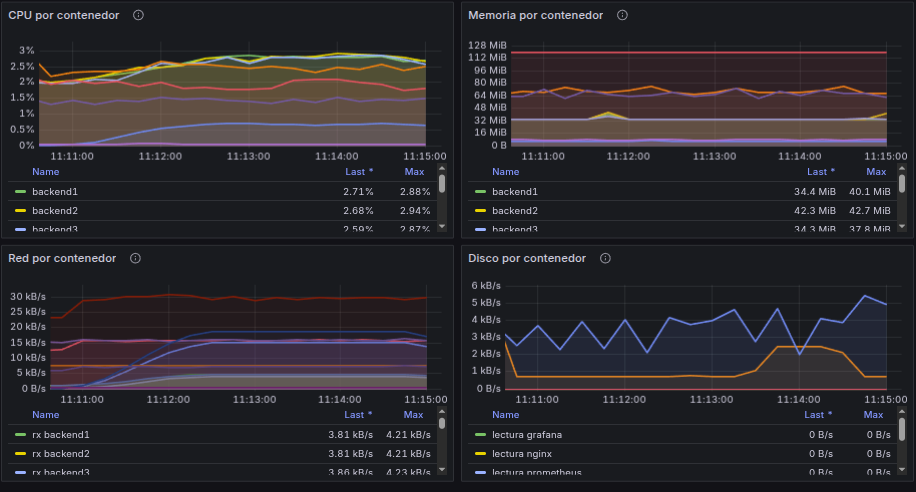 CPU por contenedor
3%
2.5%
2%
1.5%
1%
0.5%
0%
11:11:00 11:12:00 11:13:00 11:14:00 11:15:00
Name Last * Max
backend1 2.71% 2.88%
backend2 2.68% 2.94%
backend3 2.59% 2.87%
Memoria por contenedor
128 MiB
112 MiB
96 MiB
80 MiB
64 MiB
48 MiB
32 MiB
16 MiB
0 B
11:11:00 11:12:00 11:13:00 11:14:00 11:15:00
Name Last * Max
backend1 34.4 MiB 40.1 MiB
backend2 42.3 MiB 42.7 MiB
backend3 34.3 MiB 37.8 MiB
Red por contenedor
30 kB/s
25 kB/s
20 kB/s
15 kB/s
10 kB/s
5 kB/s
0 B/s
11:11:00 11:12:00 11:13:00 11:14:00 11:15:00
Name Last * Max
rx backend1 3.81 kB/s 4.21 kB/s
rx backend2 3.81 kB/s 4.21 kB/s
rx backend3 3.86 kB/s 4.23 kB/s
Disco por contenedor
6 kB/s
5 kB/s
4 kB/s
3 kB/s
2 kB/s
1 kB/s
0 B/s
11:11:00 11:12:00 11:13:00 11:14:00 11:15:00
Name Last * Max
lectura grafana 0 B/s 0 B/s
lectura nginx 0 B/s 0 B/s
lectura prometheus 0 B/s 0 B/s